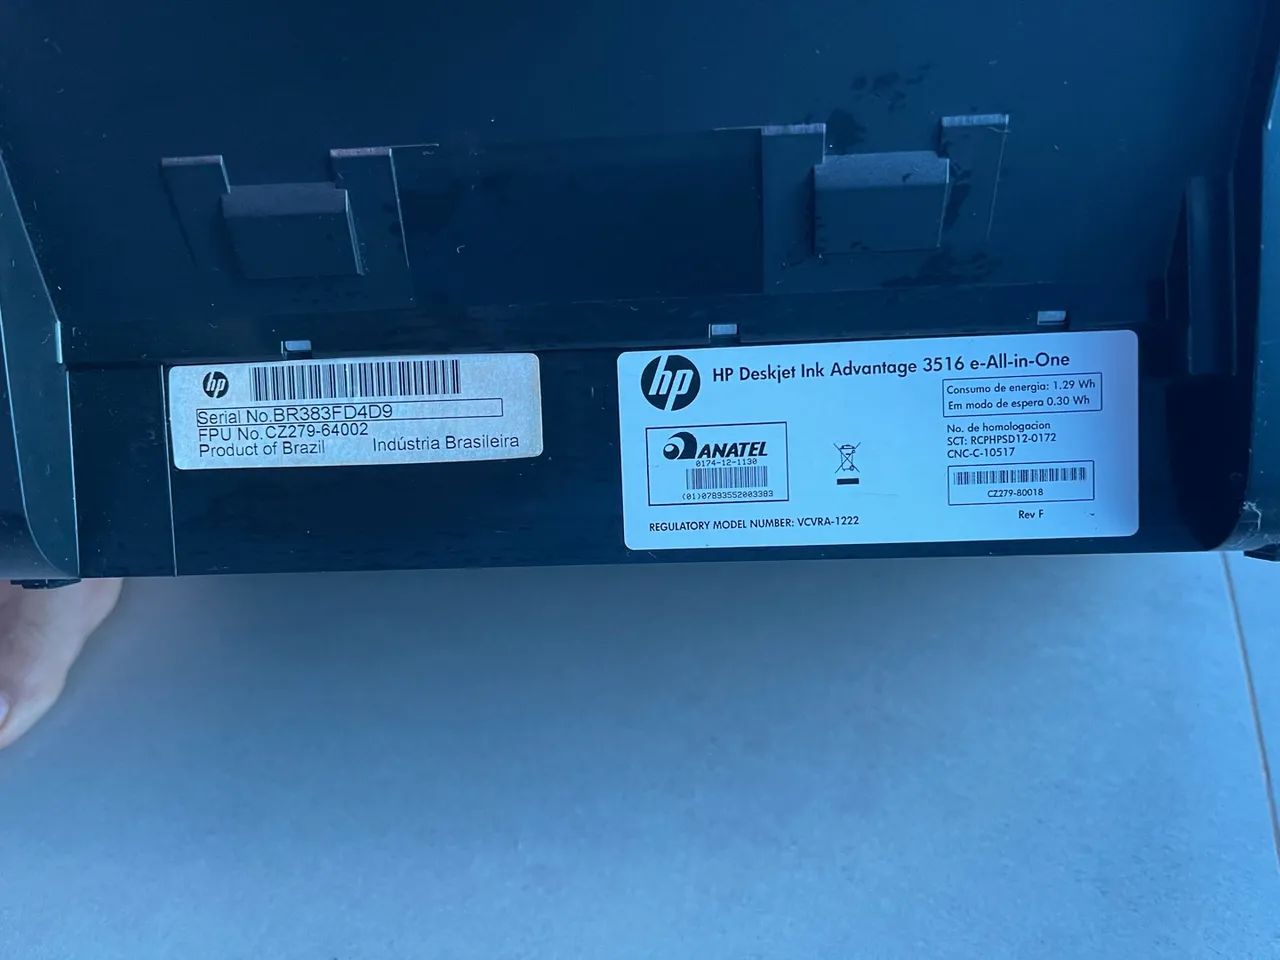 hp
Serial No.BR383FD4D9
FPU No.CZ279-64002
Product of Brazil Indústria Brasileira
hp
HP Deskjet Ink Advantage 3516 e-All-in-One
Consumo de energia: 1.29 Wh
Em modo de espera 0.30 Wh
ANATEL
0174-12-1130
(01)07893552003383
No. de homologacion
SCT: RCPHPSD12-0172
CNC-C-10517
CZ279-80018
Rev F
REGULATORY MODEL NUMBER: VCVRA-1222